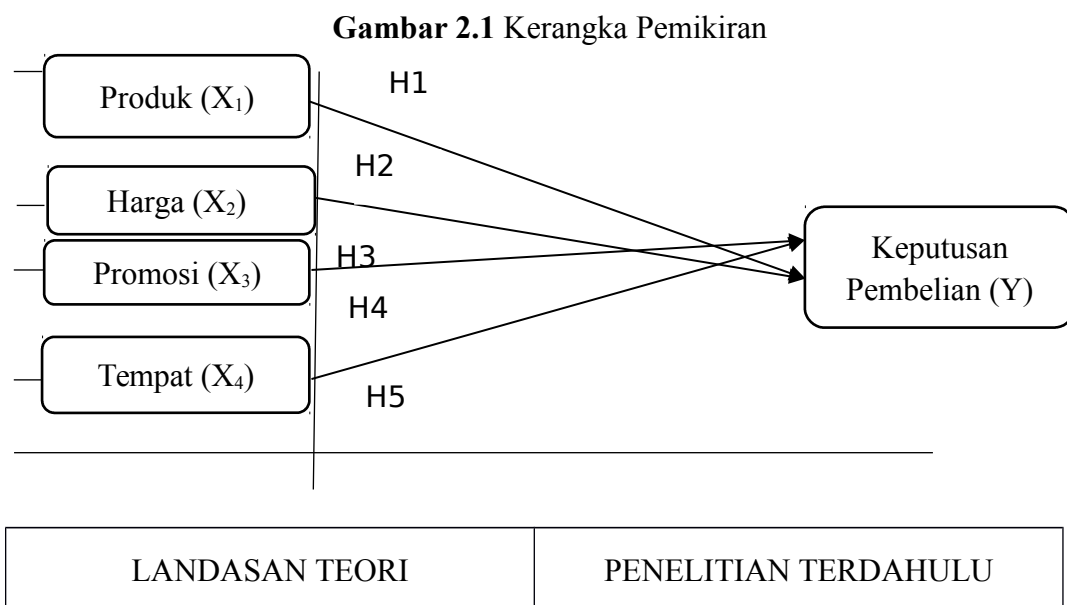 Gambar 2.1 Kerangka Pemikiran
H1
Produk (X₁)
H2
Harga (X₂)
H3
Promosi (X₃)
Keputusan
Pembelian (Y)
H4
Tempat (X₄)
H5
LANDASAN TEORI
PENELITIAN TERDAHULU